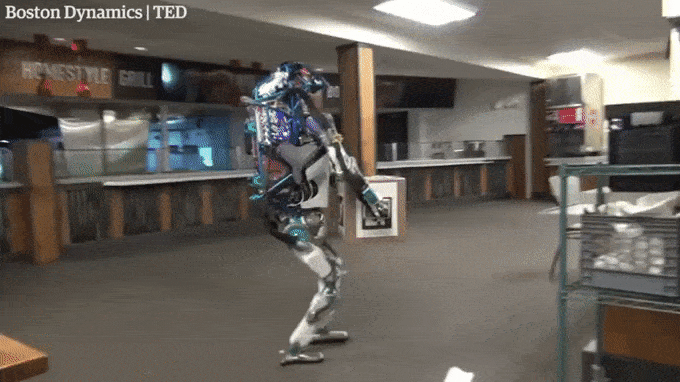 Boston Dynamics | TED
HOMESTYLE GRILL